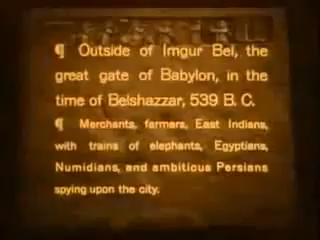 ¶ Outside of Imgur Bel, the
great gate of Babylon, in the
time of Belshazzar, 539 B. C.
¶ Merchants, farmers, East Indians,
with trains of elephants, Egyptians,
Numidians, and ambitious Persians
spying upon the city.